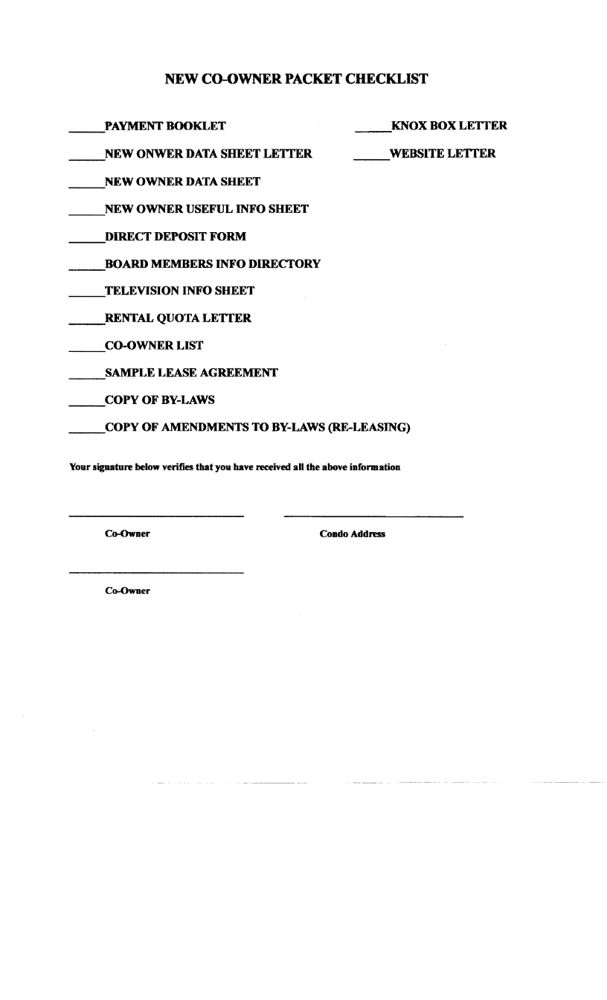 NEW CO-OWNER PACKET CHECKLIST
_____PAYMENT BOOKLET _____KNOX BOX LETTER
_____NEW ONWER DATA SHEET LETTER _____WEBSITE LETTER
_____NEW OWNER DATA SHEET
_____NEW OWNER USEFUL INFO SHEET
_____DIRECT DEPOSIT FORM
_____BOARD MEMBERS INFO DIRECTORY
_____TELEVISION INFO SHEET
_____RENTAL QUOTA LETTER
_____CO-OWNER LIST
_____SAMPLE LEASE AGREEMENT
_____COPY OF BY-LAWS
_____COPY OF AMENDMENTS TO BY-LAWS (RE-LEASING)
Your signature below verifies that you have received all the above information
Co-Owner Condo Address
Co-Owner